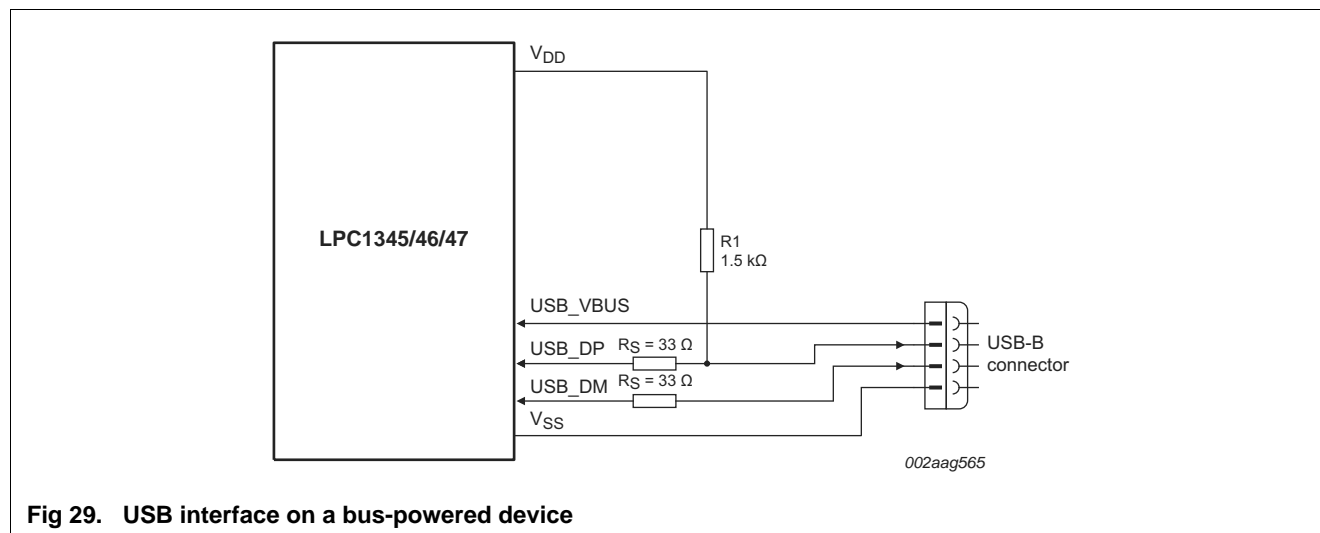 VDD
LPC1345/46/47
R1
1.5 kΩ
USB_VBUS
USB_DP
RS = 33 Ω
USB_DM
RS = 33 Ω
VSS
USB-B
connector
002aag565
Fig 29. USB interface on a bus-powered device